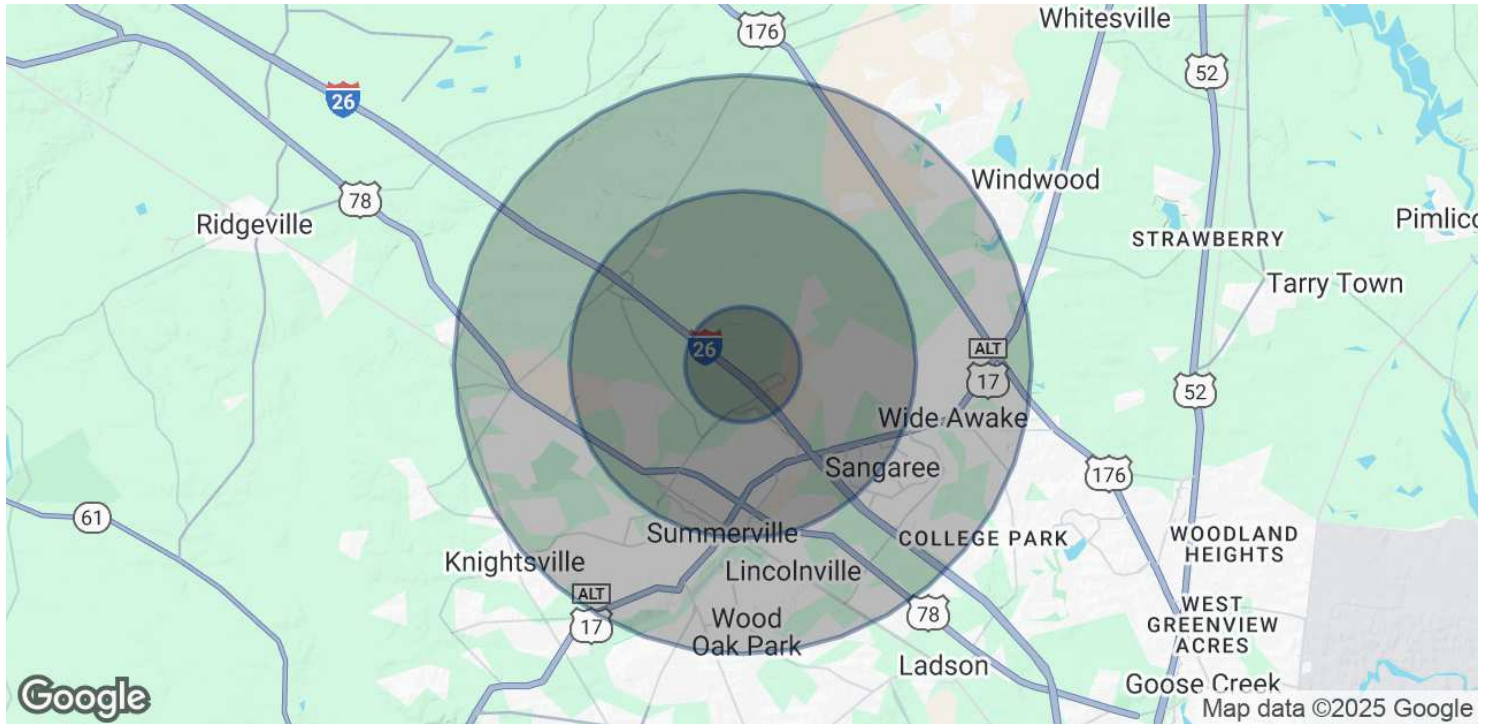 176
Whitesville
52
26
Windwood
78
Ridgeville
Pimlico
STRAWBERRY
Tarry Town
26
ALT
17
52
Wide Awake
Sangaree
176
61
Summerville
COLLEGE PARK
WOODLAND
HEIGHTS
Knightsville
Lincolnville
ALT
17
78
Wood
Oak Park
WEST
GREENVIEW
ACRES
Ladson
Goose Creek
Google
Map data ©2025 Google